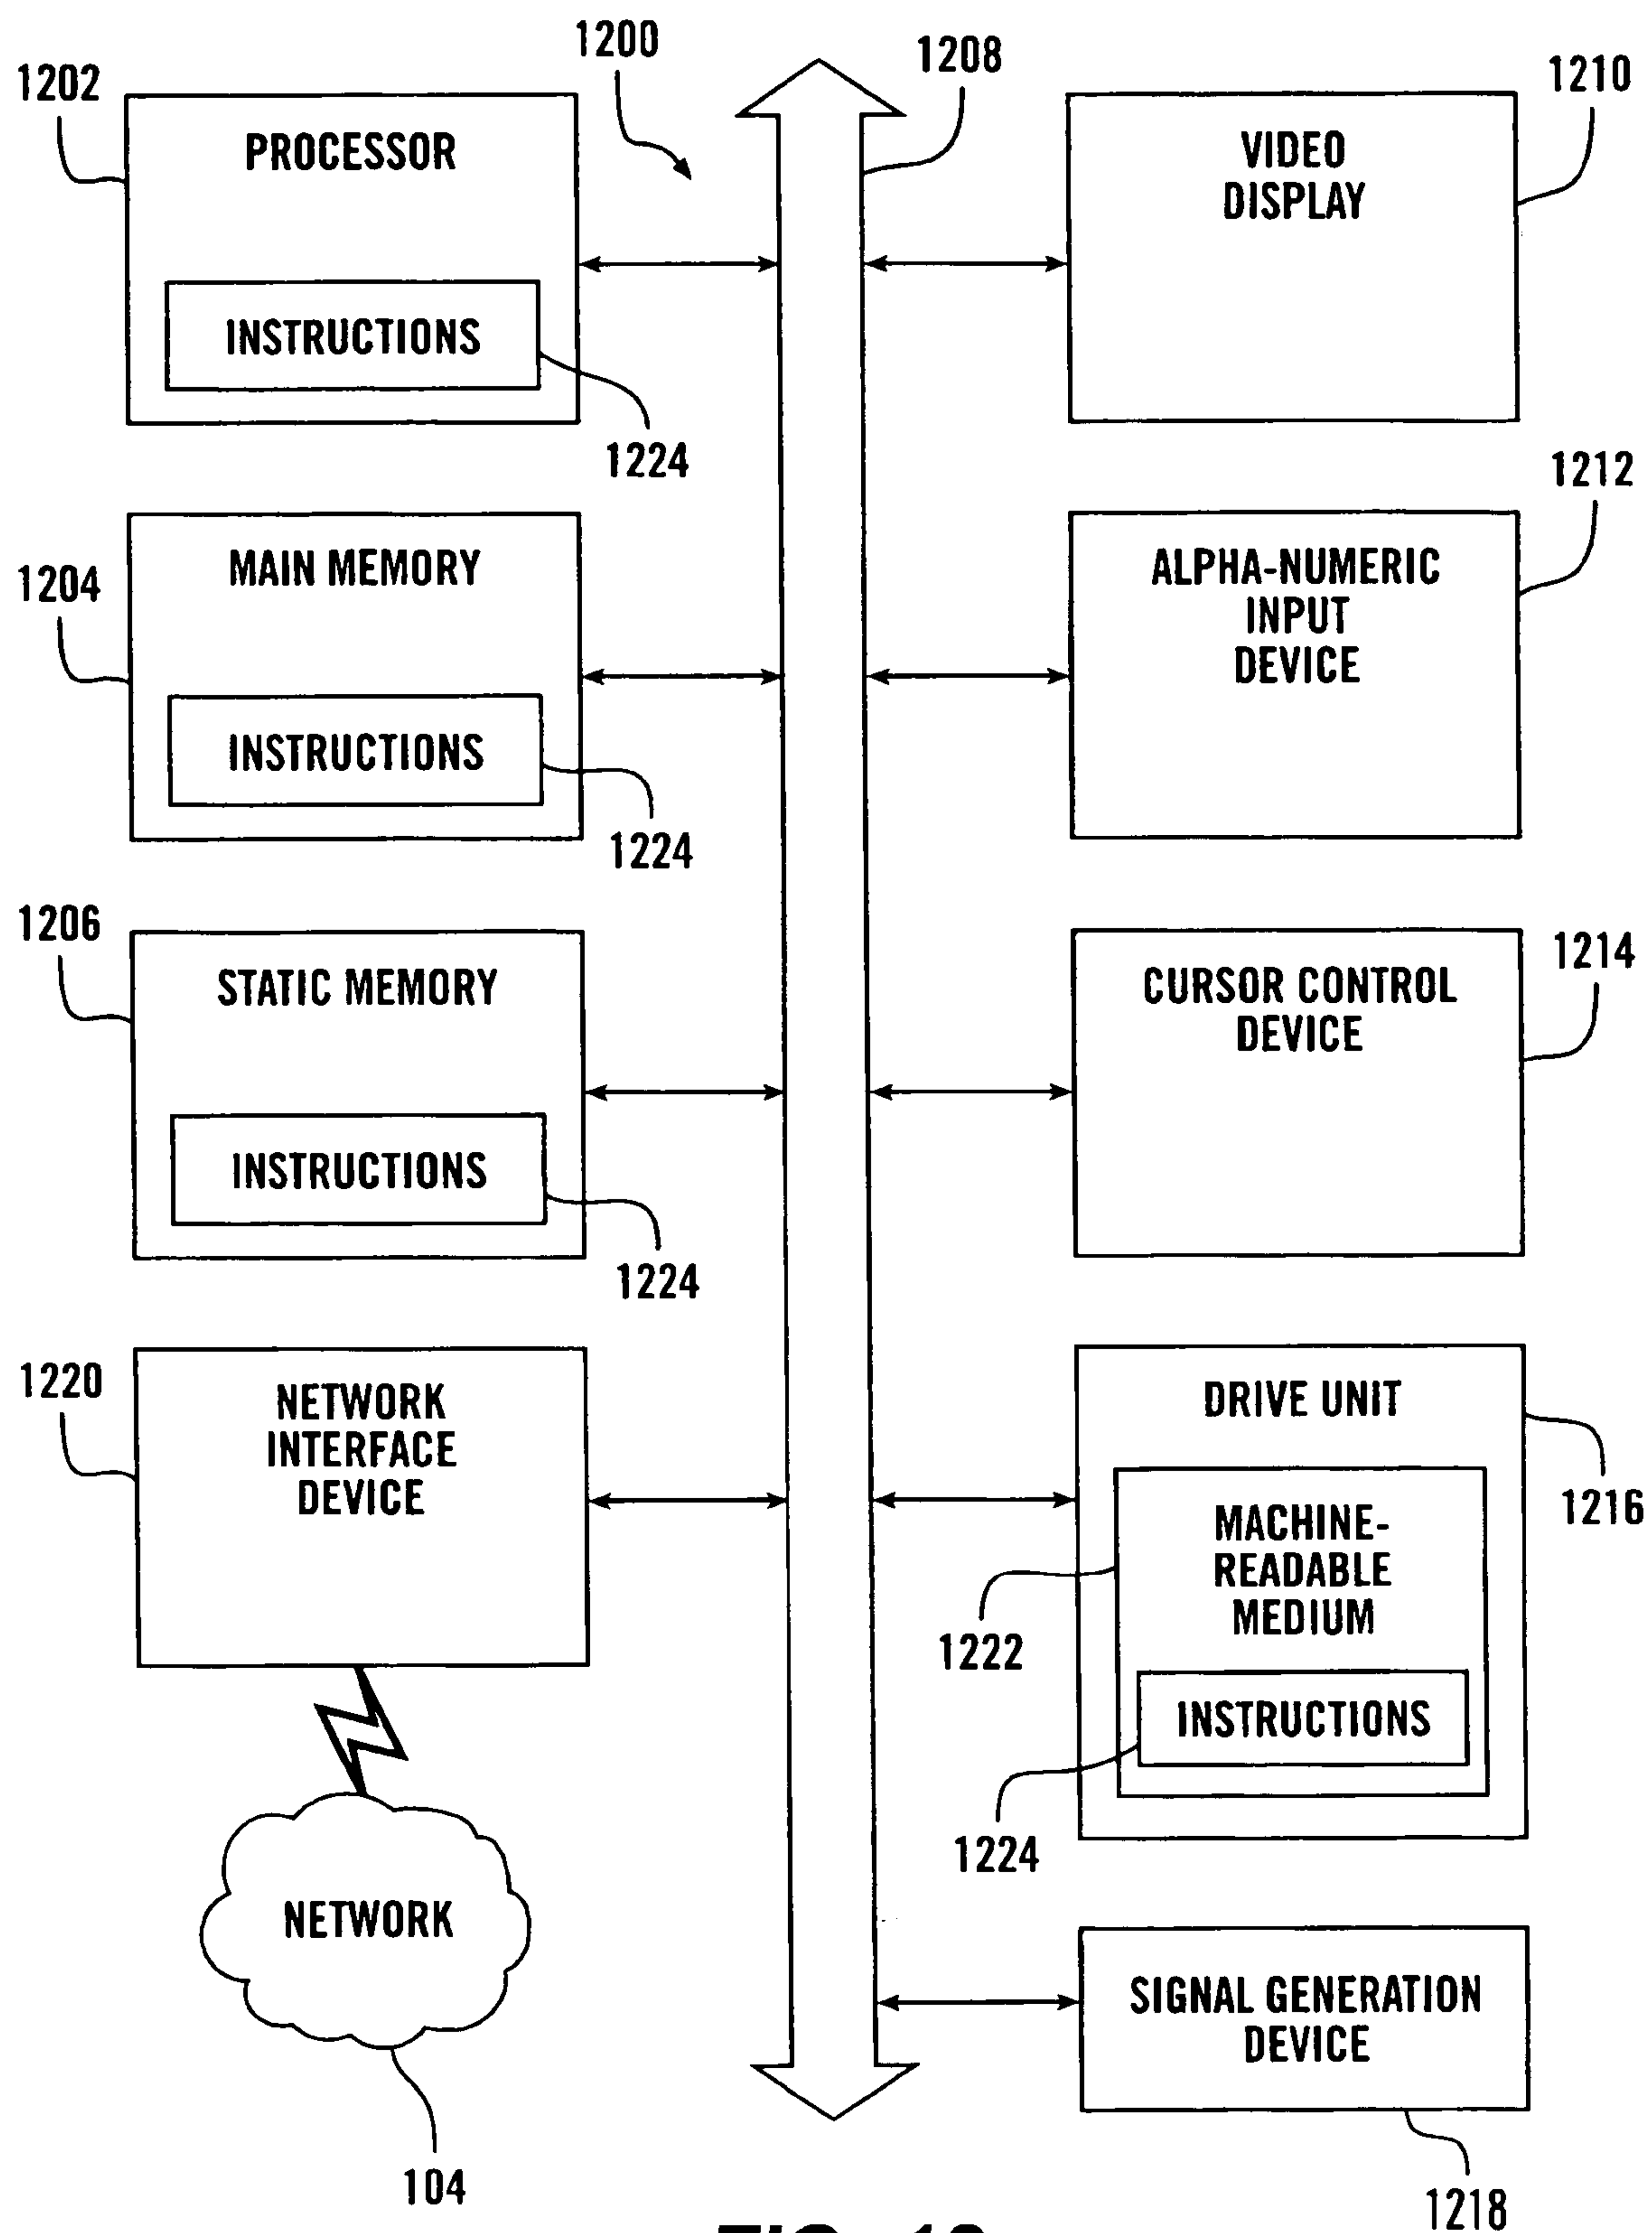 1200
1208
1202
PROCESSOR
INSTRUCTIONS
1224
1210
VIDEO
DISPLAY
1204
MAIN MEMORY
INSTRUCTIONS
1224
1212
ALPHA-NUMERIC
INPUT
DEVICE
1206
STATIC MEMORY
INSTRUCTIONS
1224
1214
CURSOR CONTROL
DEVICE
1220
NETWORK
INTERFACE
DEVICE
DRIVE UNIT
1216
MACHINE-
READABLE
MEDIUM
1222
INSTRUCTIONS
1224
NETWORK
104
SIGNAL GENERATION
DEVICE
1218